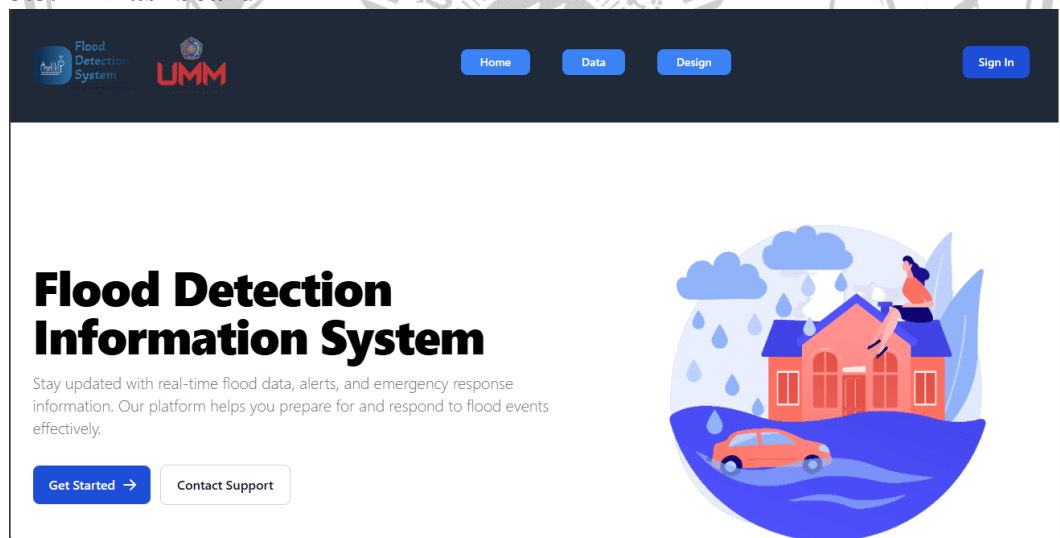 Flood
Detection
System
UMM
Home
Data
Design
Sign In
Flood Detection
Information System
Stay updated with real-time flood data, alerts, and emergency response
information. Our platform helps you prepare for and respond to flood events
effectively.
Get Started →
Contact Support